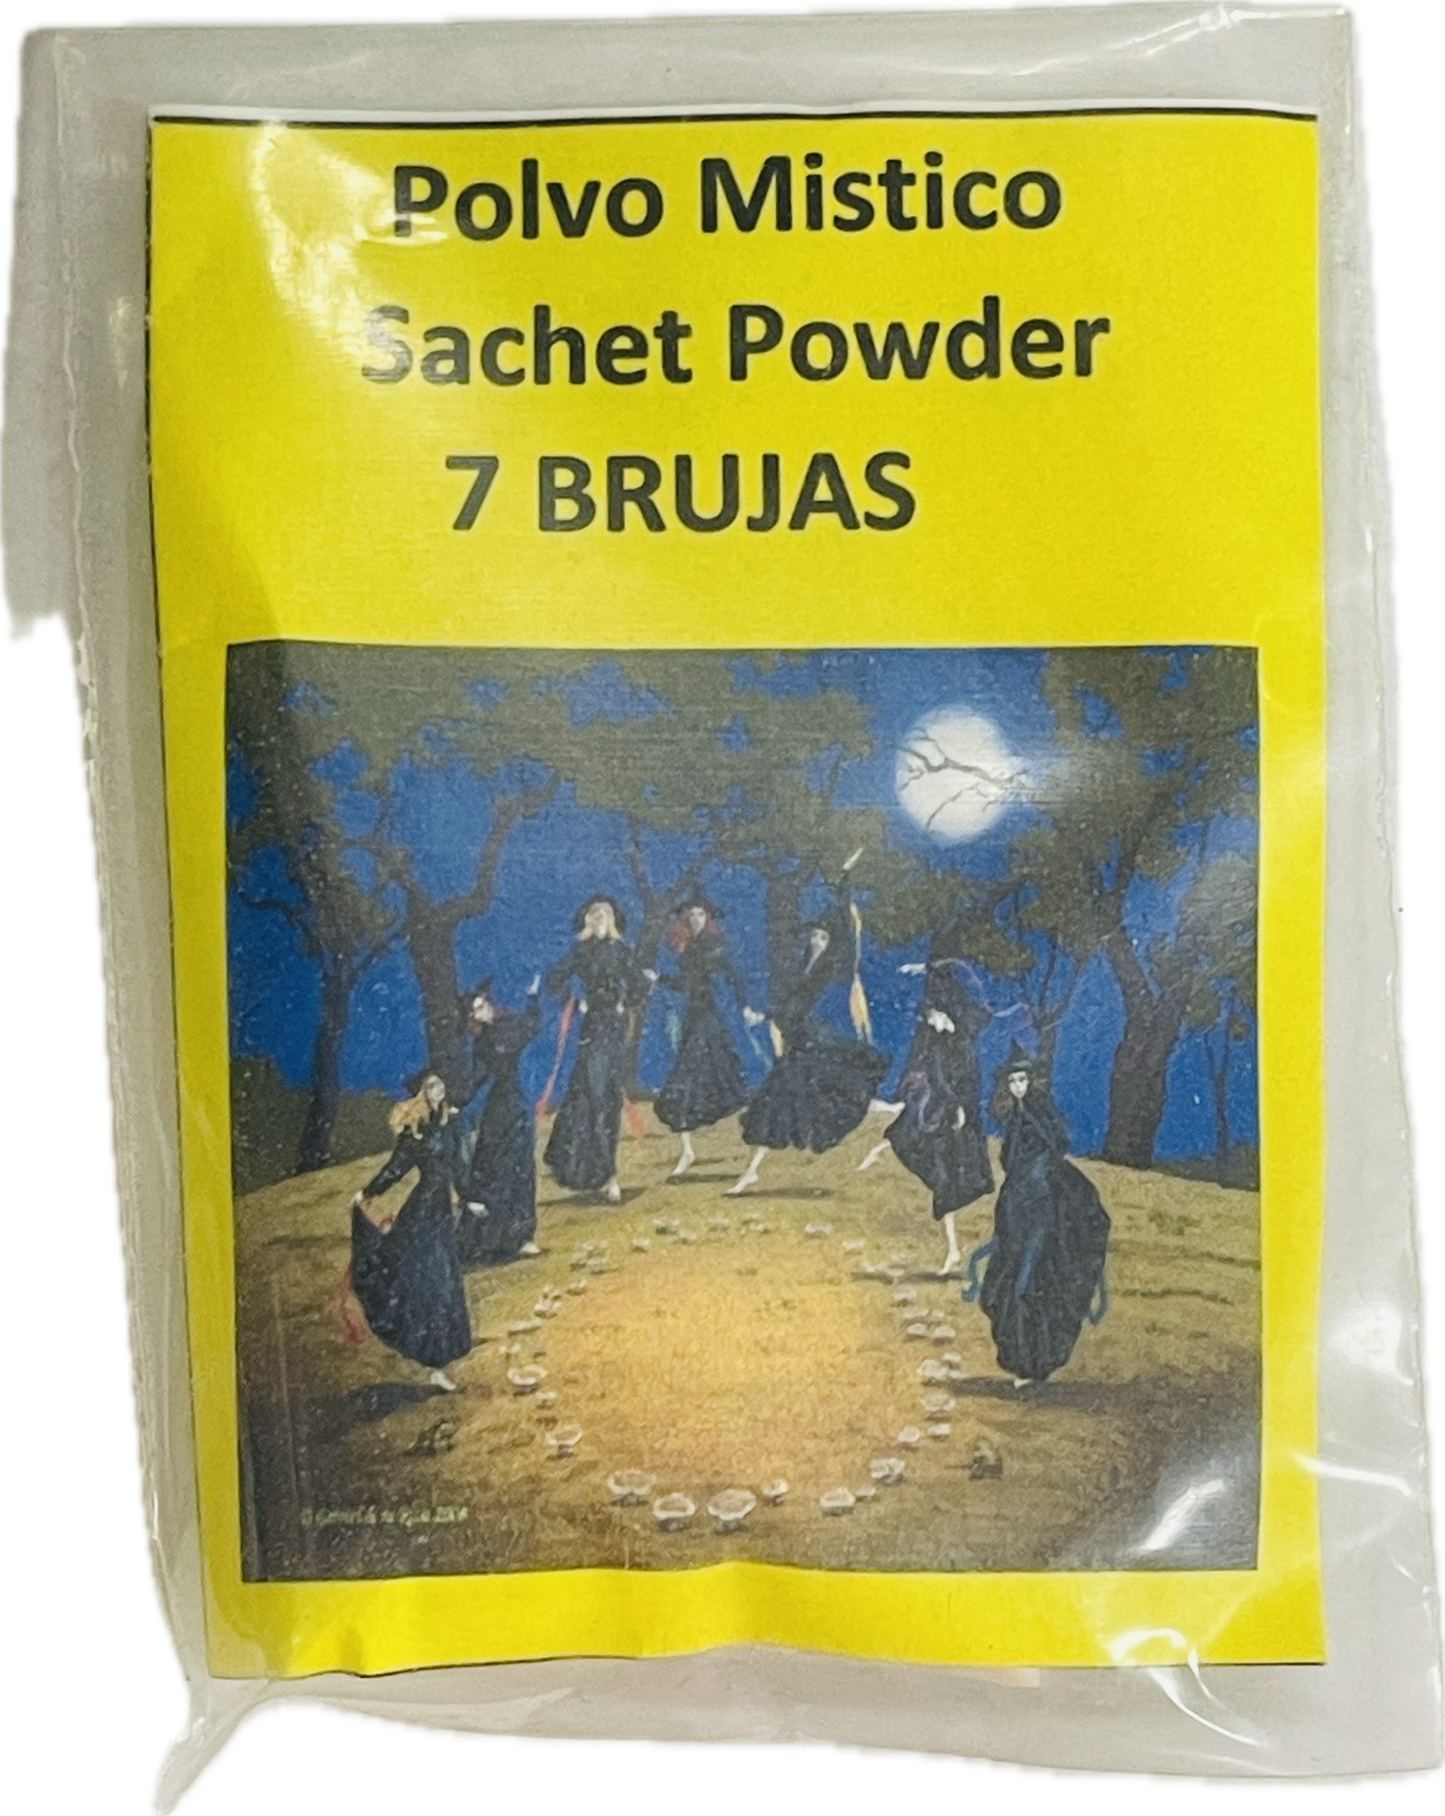 Polvo Mistico
Sachet Powder
7 BRUJAS